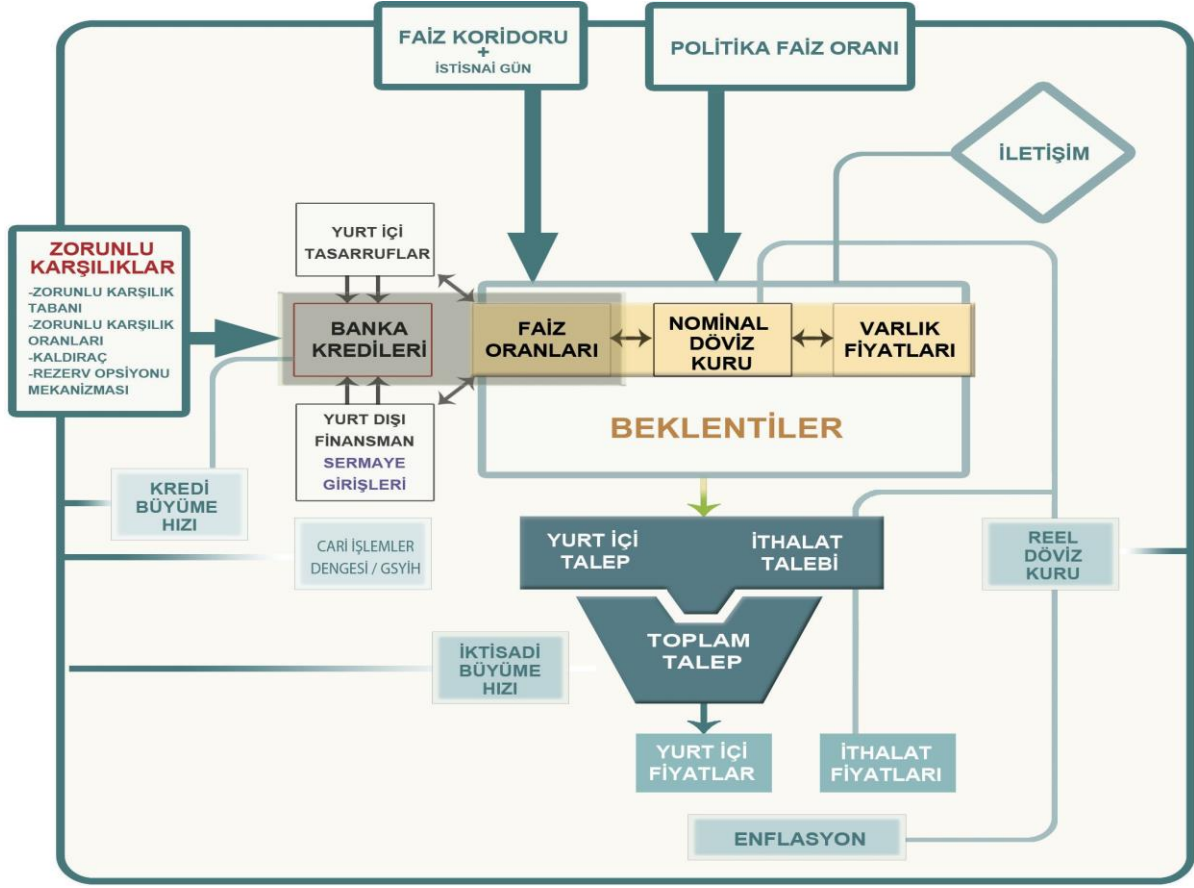 FAİZ KORİDORU
+
İSTİSNAİ GÜN
POLİTİKA FAİZ ORANI
İLETİŞİM
ZORUNLU
KARŞILIKLAR
-ZORUNLU KARŞILIK
TABANI
-ZORUNLU KARŞILIK
ORANLARI
-KALDIRAÇ
-REZERV OPSİYONU
MEKANİZMASI
YURT İÇİ
TASARRUFLAR
BANKA
KREDİLERİ
FAİZ
ORANLARI
NOMİNAL
DÖVİZ
KURU
VARLIK
FİYATLARI
YURT DIŞI
FİNANSMAN
SERMAYE
GİRİŞLERİ
BEKLENTİLER
KREDİ
BÜYÜME
HIZI
CARİ İŞLEMLER
DENGESİ / GSYİH
YURT İÇİ
TALEP
İTHALAT
TALEBİ
REEL
DÖVİZ
KURU
TOPLAM
TALEP
İKTİSADİ
BÜYÜME
HIZI
YURT İÇİ
FİYATLAR
İTHALAT
FİYATLARI
ENFLASYON